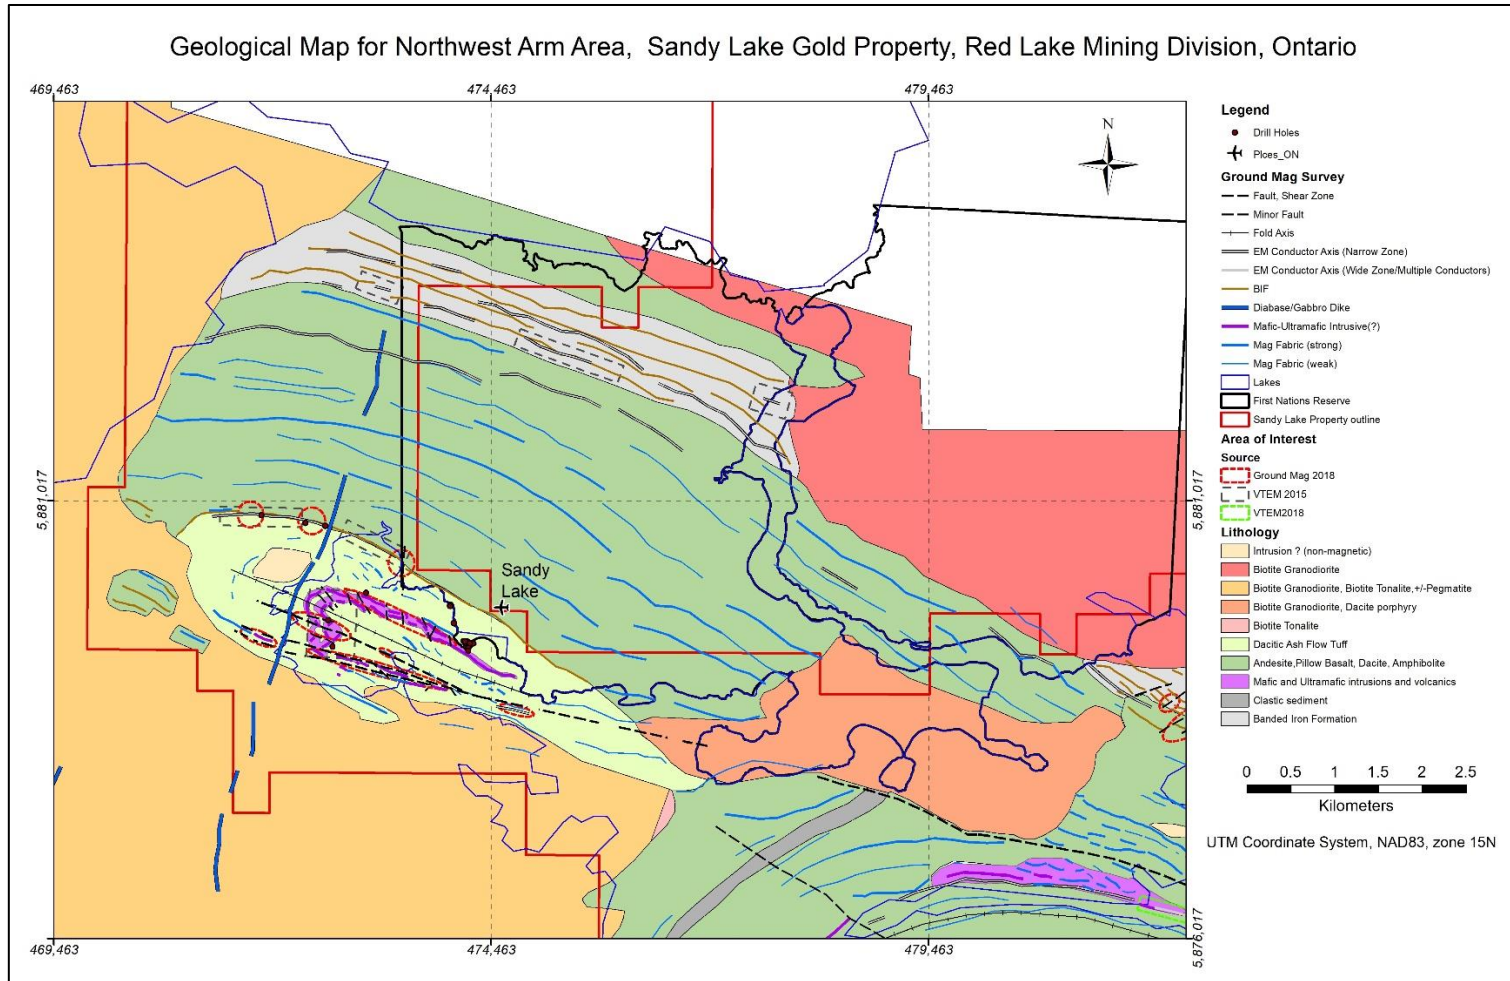 Geological Map for Northwest Arm Area, Sandy Lake Gold Property, Red Lake Mining Division, Ontario
469,463
474,463
479,463
N
5,881,017
5,881,017
Sandy
Lake
5,876,017
469,463
474,463
479,463
Legend
Drill Holes
Plces_ON
Ground Mag Survey
Fault, Shear Zone
Minor Fault
Fold Axis
EM Conductor Axis (Narrow Zone)
EM Conductor Axis (Wide Zone/Multiple Conductors)
BIF
Diabase/Gabbro Dike
Mafic-Ultramafic Intrusive(?)
Mag Fabric (strong)
Mag Fabric (weak)
Lakes
First Nations Reserve
Sandy Lake Property outline
Area of Interest
Source
Ground Mag 2018
VTEM 2015
VTEM2018
Lithology
Intrusion ? (non-magnetic)
Biotite Granodiorite
Biotite Granodiorite, Biotite Tonalite,+/-Pegmatite
Biotite Granodiorite, Dacite porphyry
Biotite Tonalite
Dacitic Ash Flow Tuff
Andesite,Pillow Basalt, Dacite, Amphibolite
Mafic and Ultramafic intrusions and volcanics
Clastic sediment
Banded Iron Formation
0 0.5 1 1.5 2 2.5
Kilometers
UTM Coordinate System, NAD83, zone 15N